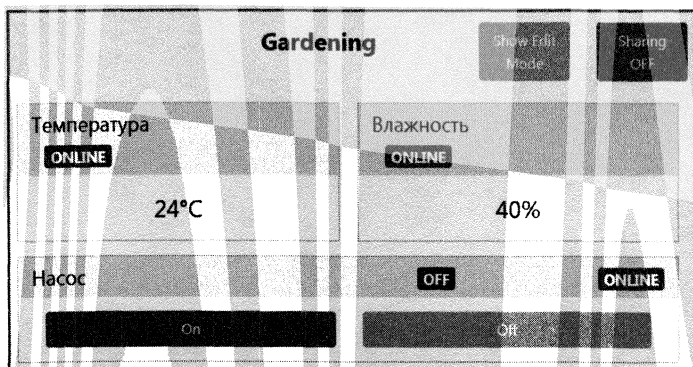 Gardening
Show Edit
Mode
Sharing
OFF
Температура
ONLINE
Влажность
ONLINE
24°C
40%
Насос
OFF
ONLINE
On
Off